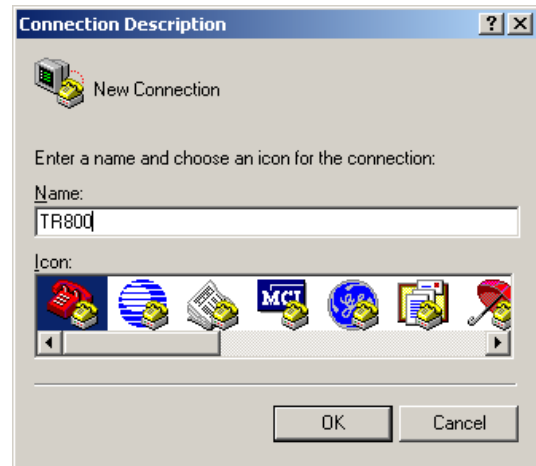 Connection Description
New Connection
Enter a name and choose an icon for the connection:
Name:
TR800
Icon:
MCI
OK Cancel